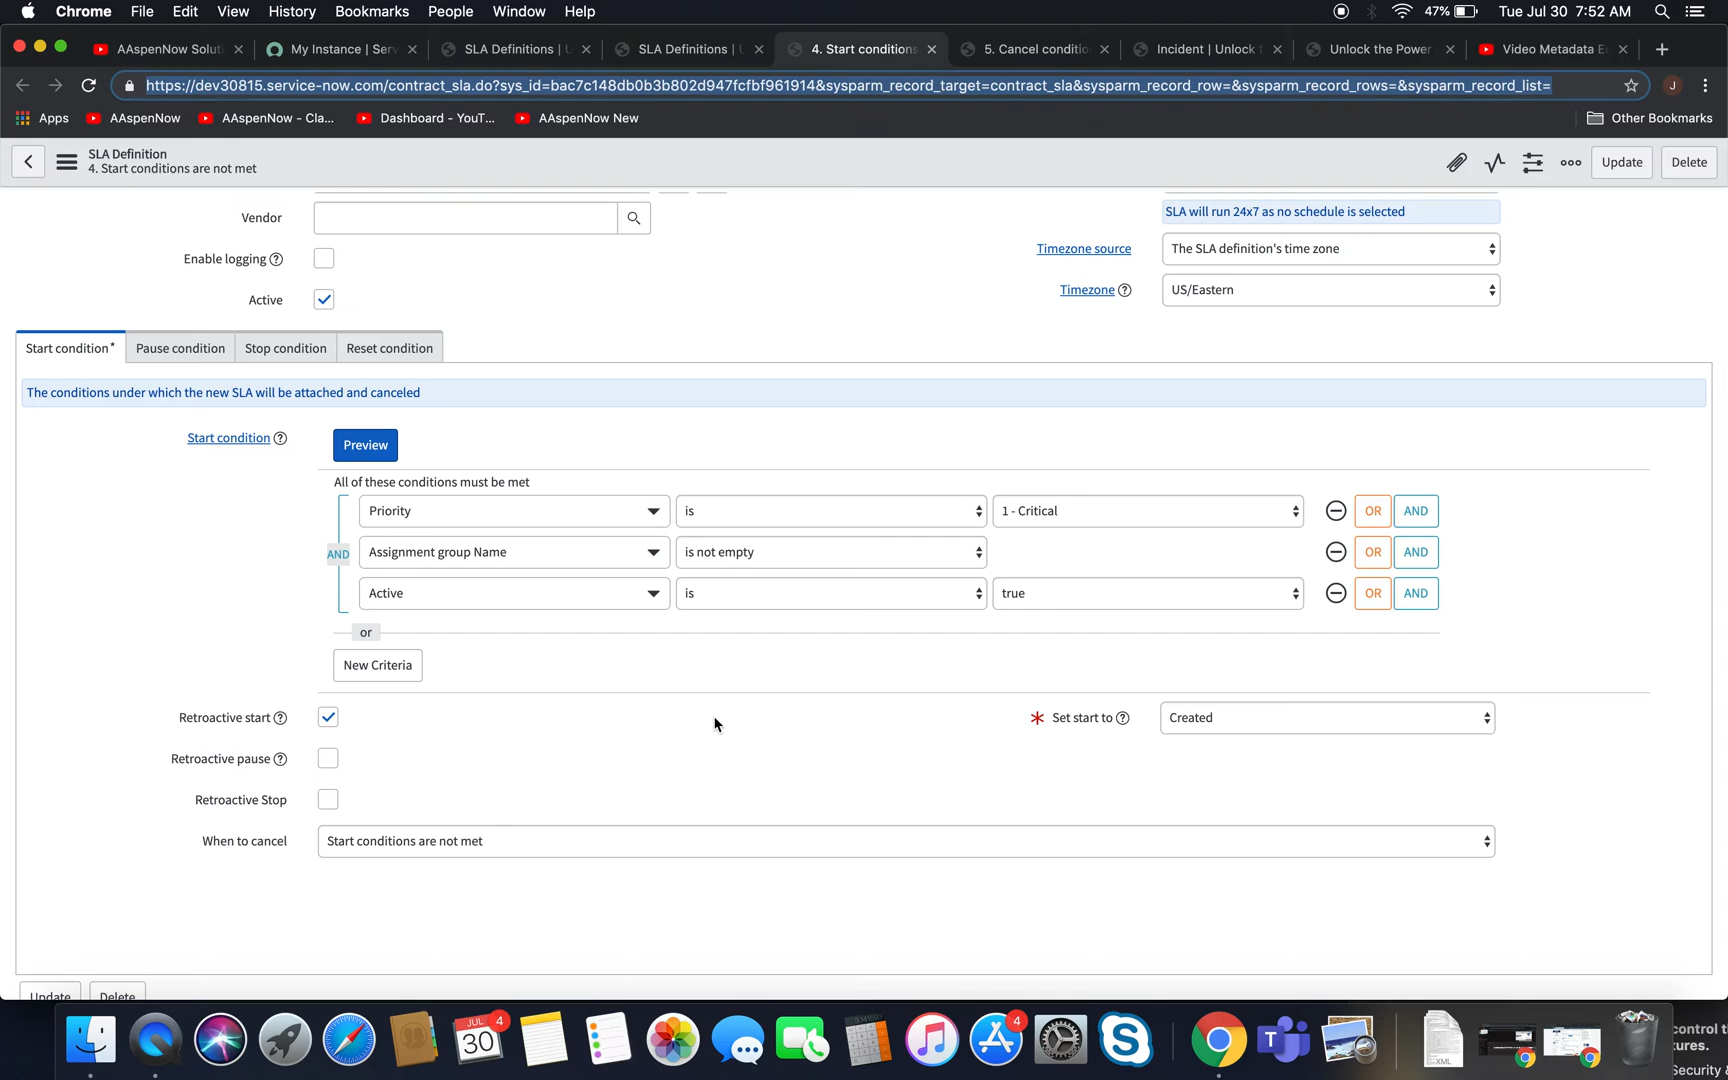 Chrome File Edit View History Bookmarks People Window Help 47% Tue Jul 30 7:52 AM
AAspenNow Soluti My Instance | Serv SLA Definitions | U SLA Definitions | U 4. Start conditions 5. Cancel conditio Incident | Unlock t Unlock the Power Video Metadata Ed
https://dev30815.service-now.com/contract_sla.do?sys_id=bac7c148db0b3b802d947fcfbf961914&sysparm_record_target=contract_sla&sysparm_record_row=&sysparm_record_rows=&sysparm_record_list= J
Apps AAspenNow AAspenNow - Cla... Dashboard - YouT... AAspenNow New Other Bookmarks
SLA Definition
4. Start conditions are not met
Update Delete
Vendor
SLA will run 24x7 as no schedule is selected
Enable logging
Timezone source The SLA definition's time zone
Active
Timezone US/Eastern
Start condition* Pause condition Stop condition Reset condition
The conditions under which the new SLA will be attached and canceled
Start condition Preview
All of these conditions must be met
Priority is 1 - Critical OR AND
AND Assignment group Name is not empty OR AND
Active is true OR AND
or
New Criteria
Retroactive start * Set start to Created
Retroactive pause
Retroactive Stop
When to cancel Start conditions are not met
Update Delete
JUL 30 4 4 XML
control t
tures.
Security &